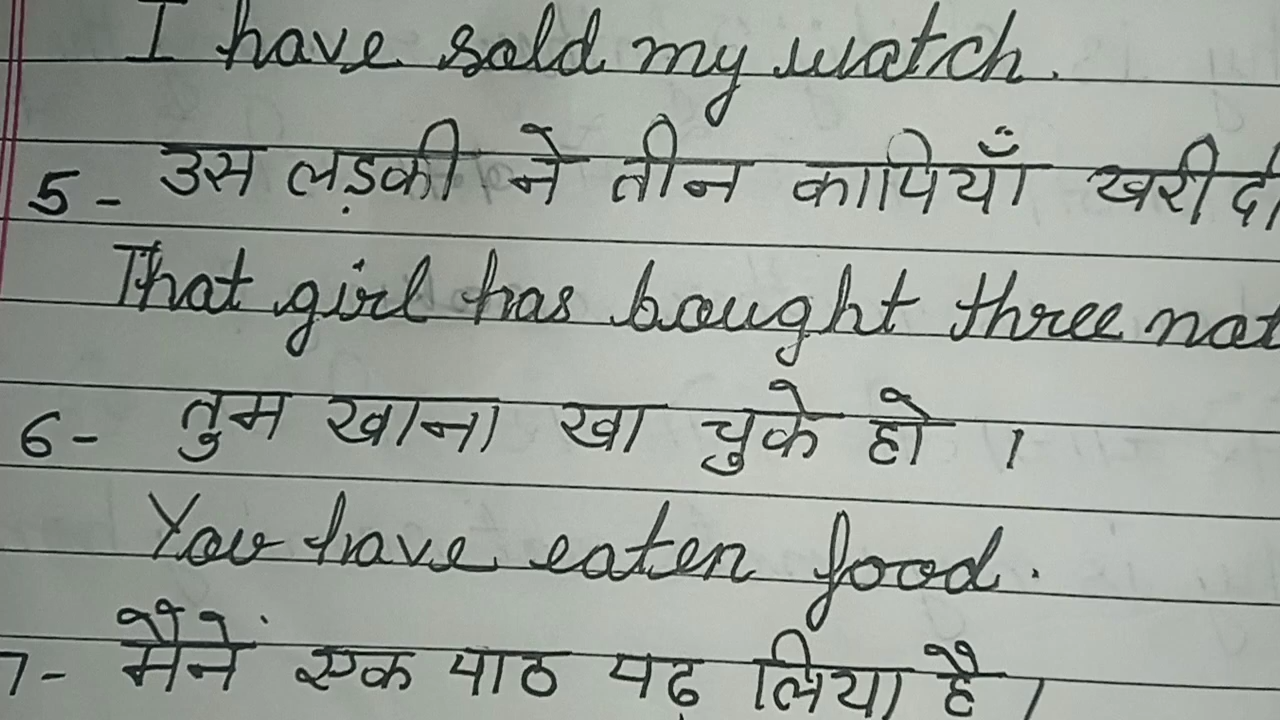 I have sold my watch.
5- उस लड़की ने तीन कापियाँ खरीदी
That girl has bought three not
6- तुम खाना खा चुके हो ।
You have eaten food.
7- मैंने एक पाठ पढ़ लिया है ।